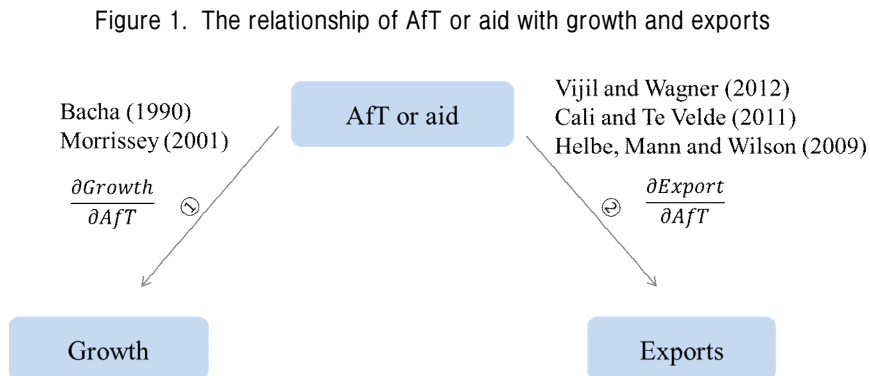 Figure 1. The relationship of AfT or aid with growth and exports
AfT or aid
Bacha (1990)
Morrissey (2001)
∂Growth
∂AfT
①
Vijil and Wagner (2012)
Cali and Te Velde (2011)
Helbe, Mann and Wilson (2009)
②
∂Export
∂AfT
Growth
Exports